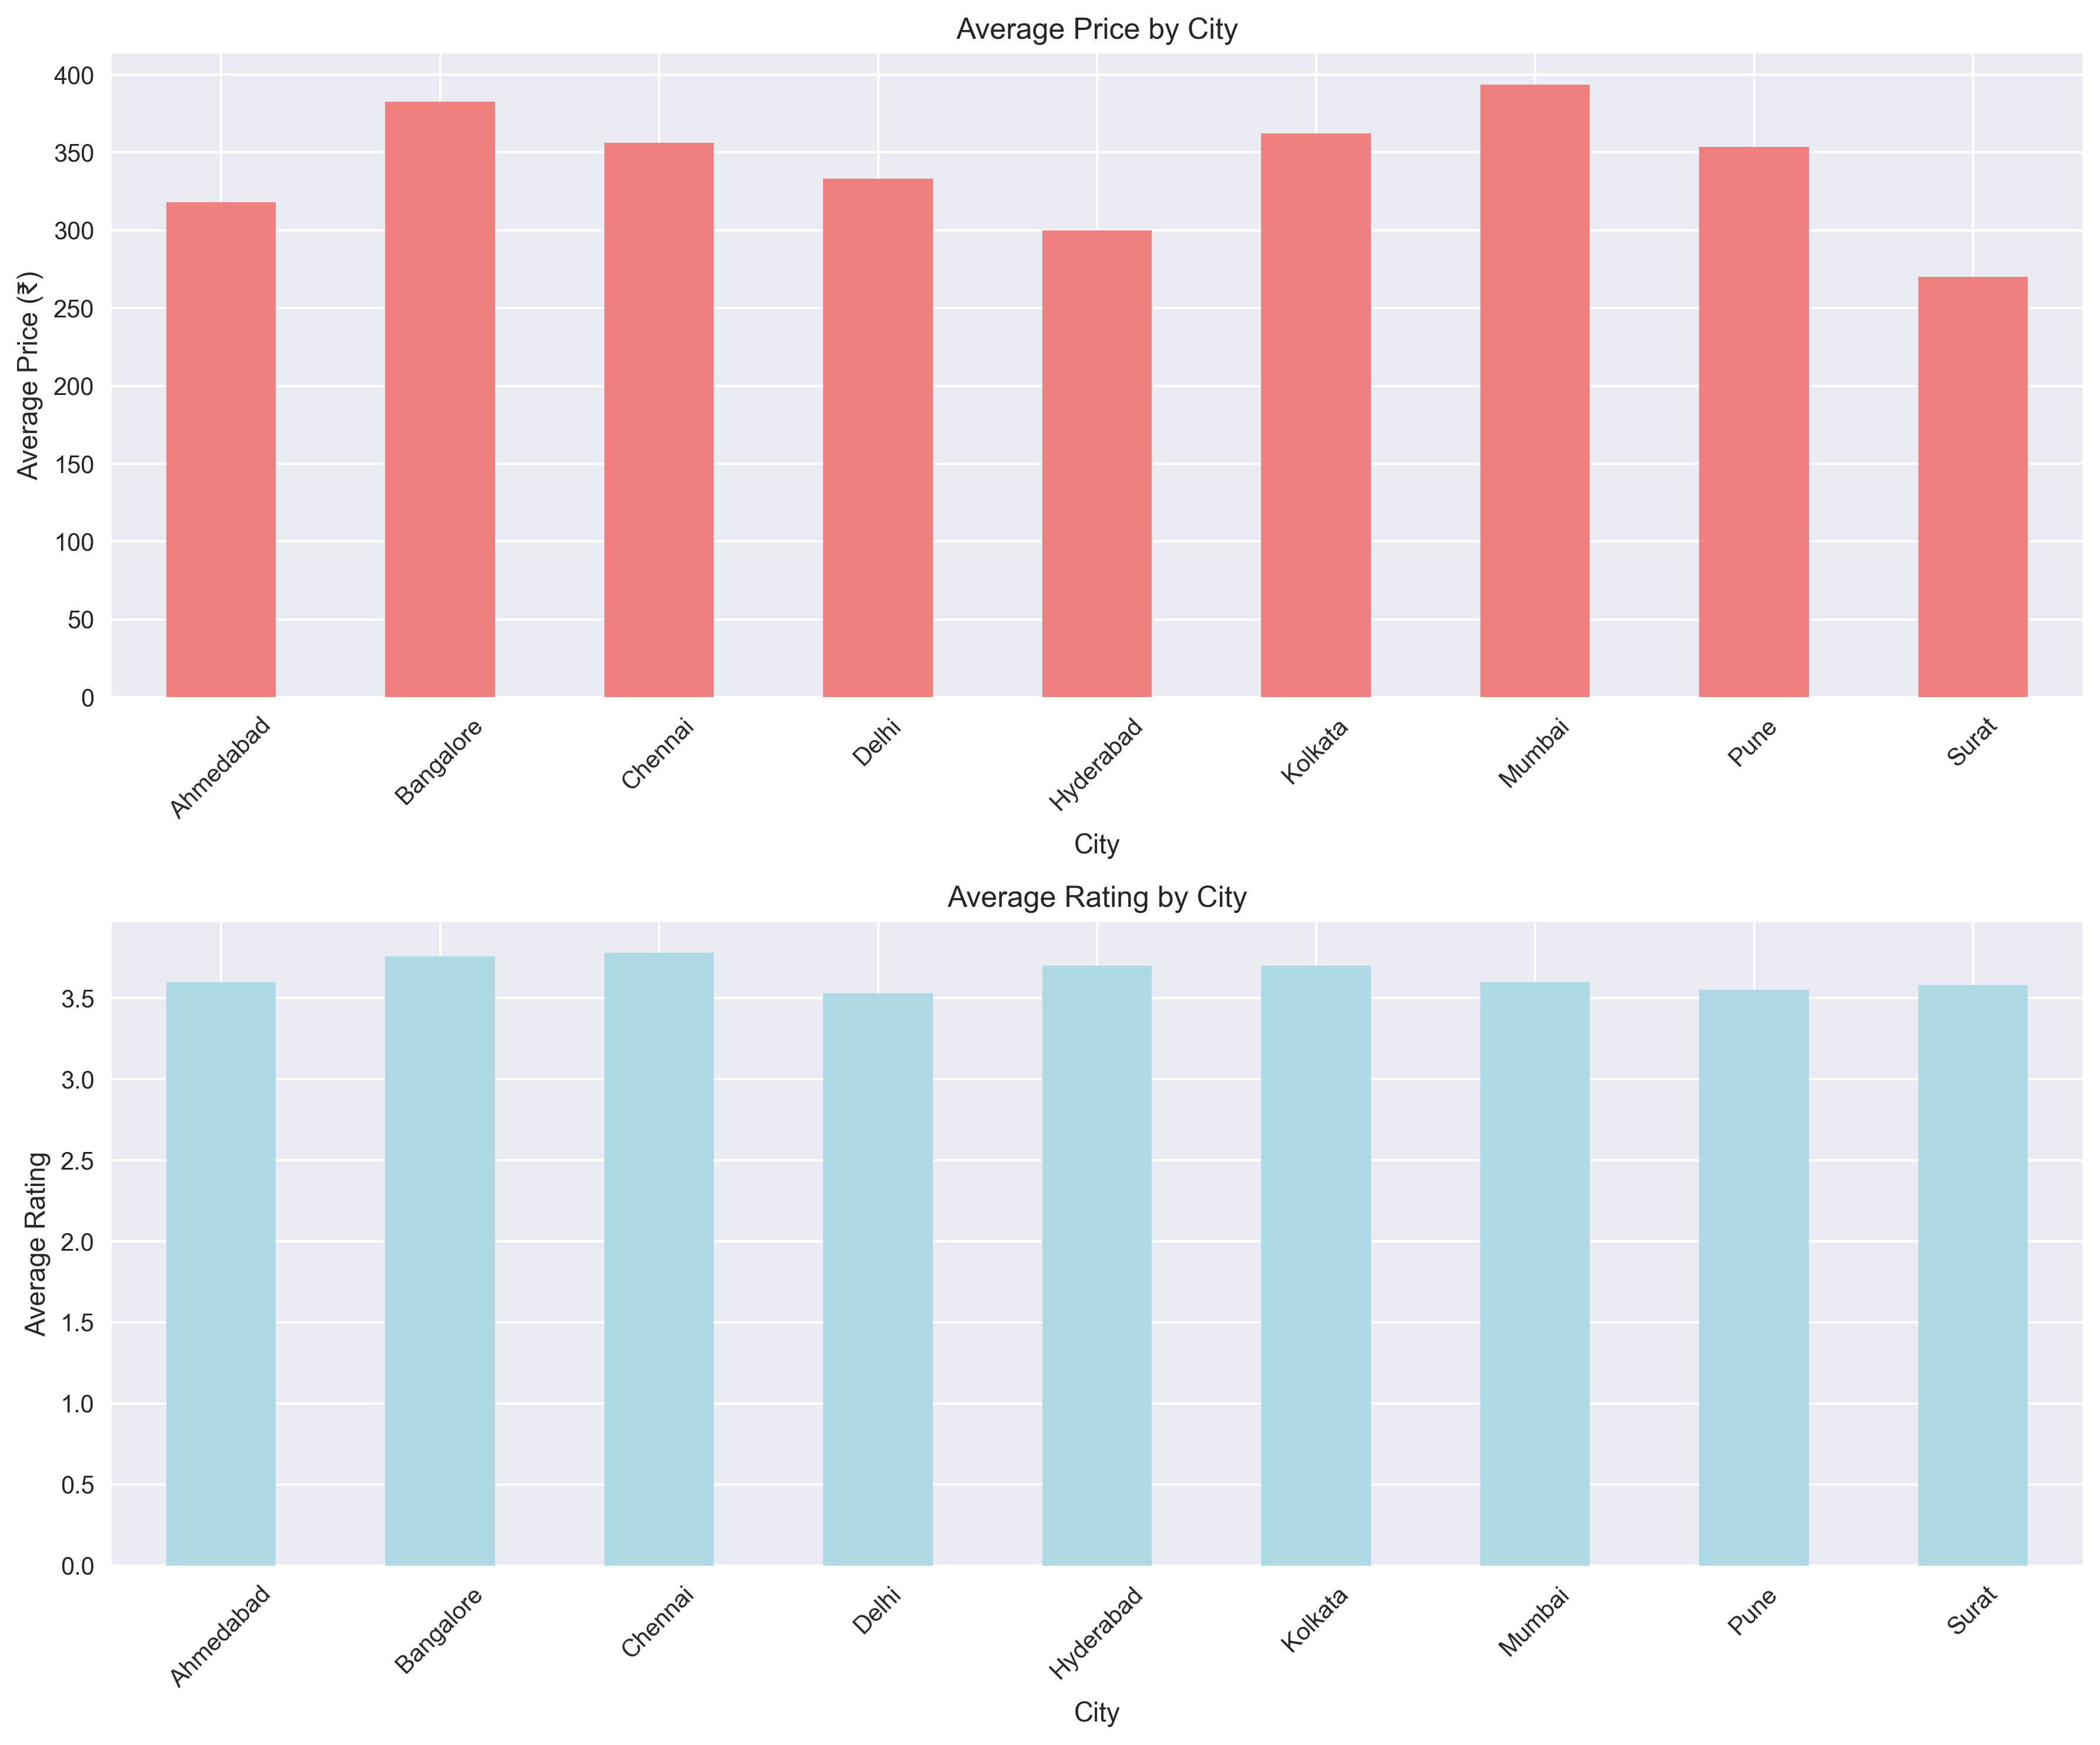 Average Price by City
Average Price (₹)
400
350
300
250
200
150
100
50
0
Ahmedabad
Bangalore
Chennai
Delhi
Hyderabad
Kolkata
Mumbai
Pune
Surat
City
Average Rating by City
Average Rating
3.5
3.0
2.5
2.0
1.5
1.0
0.5
0.0
Ahmedabad
Bangalore
Chennai
Delhi
Hyderabad
Kolkata
Mumbai
Pune
Surat
City